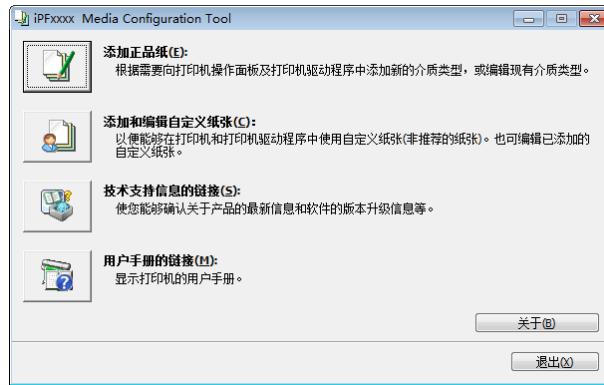 iPFxxxx Media Configuration Tool
添加正品纸(E):
根据需要向打印机操作面板及打印机驱动程序中添加新的介质类型，或编辑现有介质类型。
添加和编辑自定义纸张(C):
以便能够在打印机和打印机驱动程序中使用自定义纸张(非推荐的纸张)。也可编辑已添加的
自定义纸张。
技术支持信息的链接(S):
使您能够确认关于产品的最新信息和软件的版本升级信息等。
用户手册的链接(M):
显示打印机的用户手册。
关于(B)
退出(X)